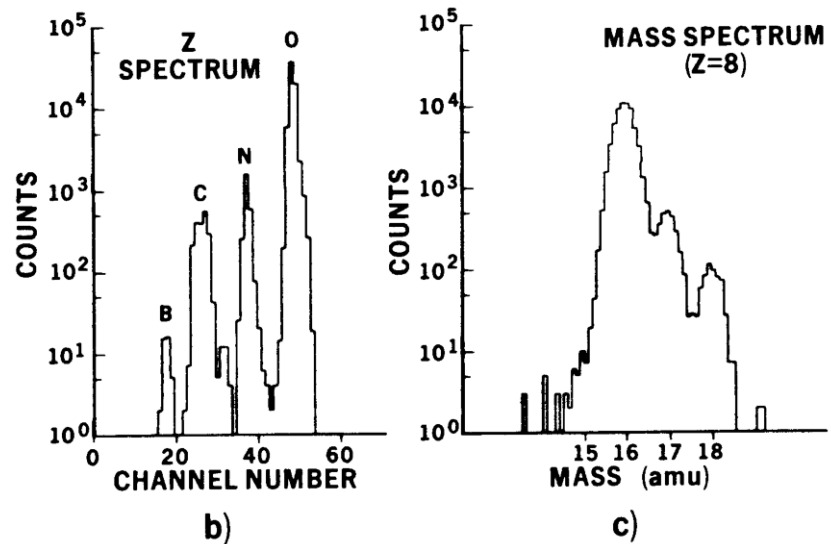 Z
SPECTRUM
O
N
C
B
10⁵
10⁴
10³
10²
10¹
10⁰
COUNTS
0 20 40 60
CHANNEL NUMBER
b)
MASS SPECTRUM
(Z=8)
10⁵
10⁴
10³
10²
10¹
10⁰
COUNTS
15 16 17 18
MASS (amu)
c)